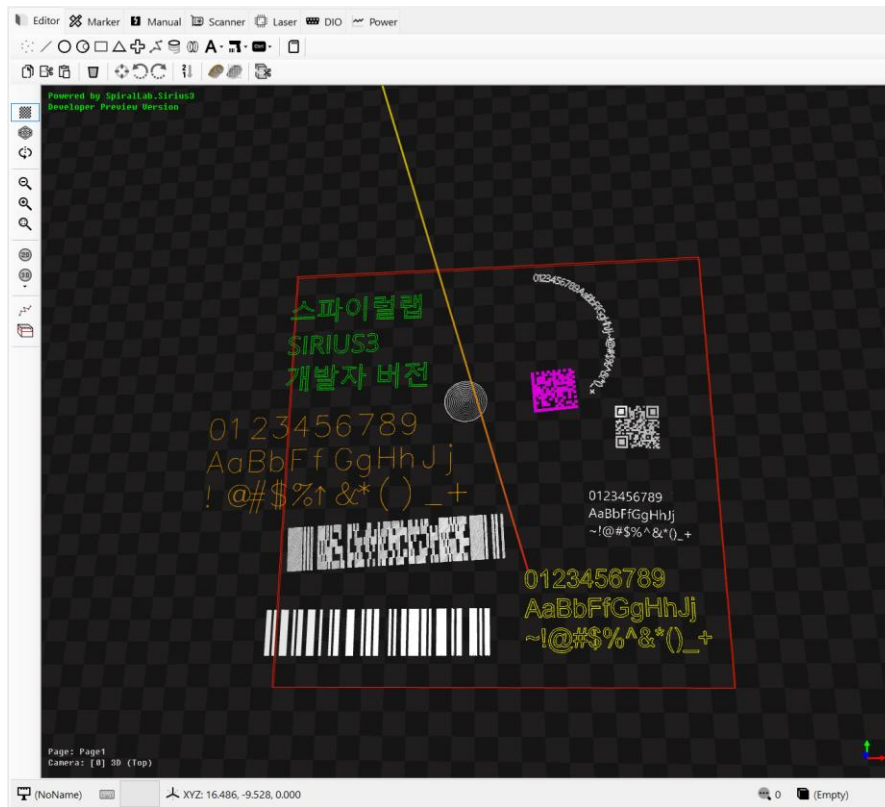 Editor Marker Manual Scanner Laser DIO Power
Powered by SpiralLab.Sirius3
Developer Preview Version
스파이럴랩
SIRIUS3
개발자 버전
0123456789AaBbFfGgHhJj~!@#$%^&*()_+
0123456789
AaBbFfGgHhJj
! @#$%↑&*()_+
0123456789
AaBbFfGgHhJj
~!@#$%^&*()_+
0123456789
AaBbFfGgHhJj
~!@#$%^&*()_+
Page: Page1
Camera: [0] 3D (Top)
(NoName) XYZ: 16.486, -9.528, 0.000 0 (Empty)